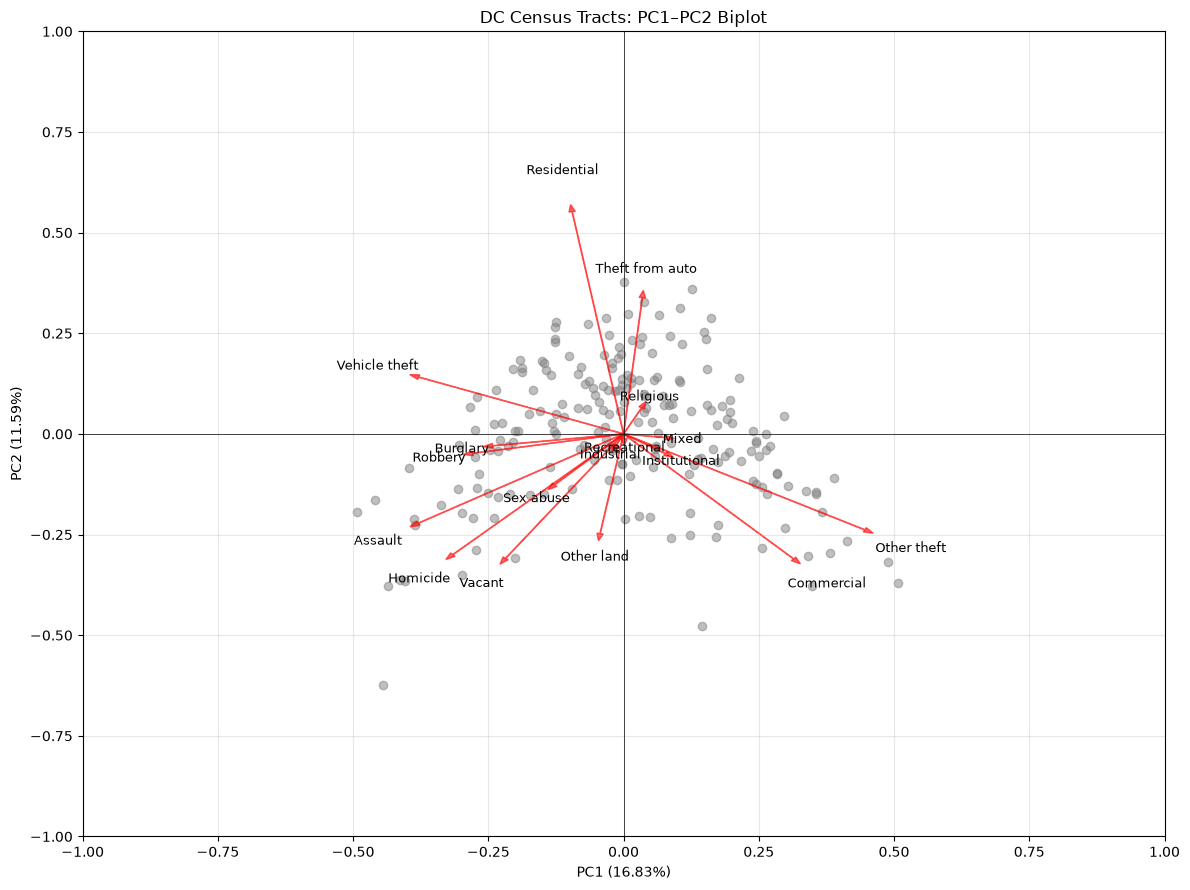 DC Census Tracts: PC1–PC2 Biplot
1.00
0.75
0.50
0.25
0.00
−0.25
−0.50
−0.75
−1.00
PC2 (11.59%)
Residential
Theft from auto
Vehicle theft
Religious
Mixed
Burglary
Recreational
Robbery
Industrial
Institutional
Sex abuse
Assault
Other land
Other theft
Homicide
Vacant
Commercial
−1.00
−0.75
−0.50
−0.25
0.00
0.25
0.50
0.75
1.00
PC1 (16.83%)